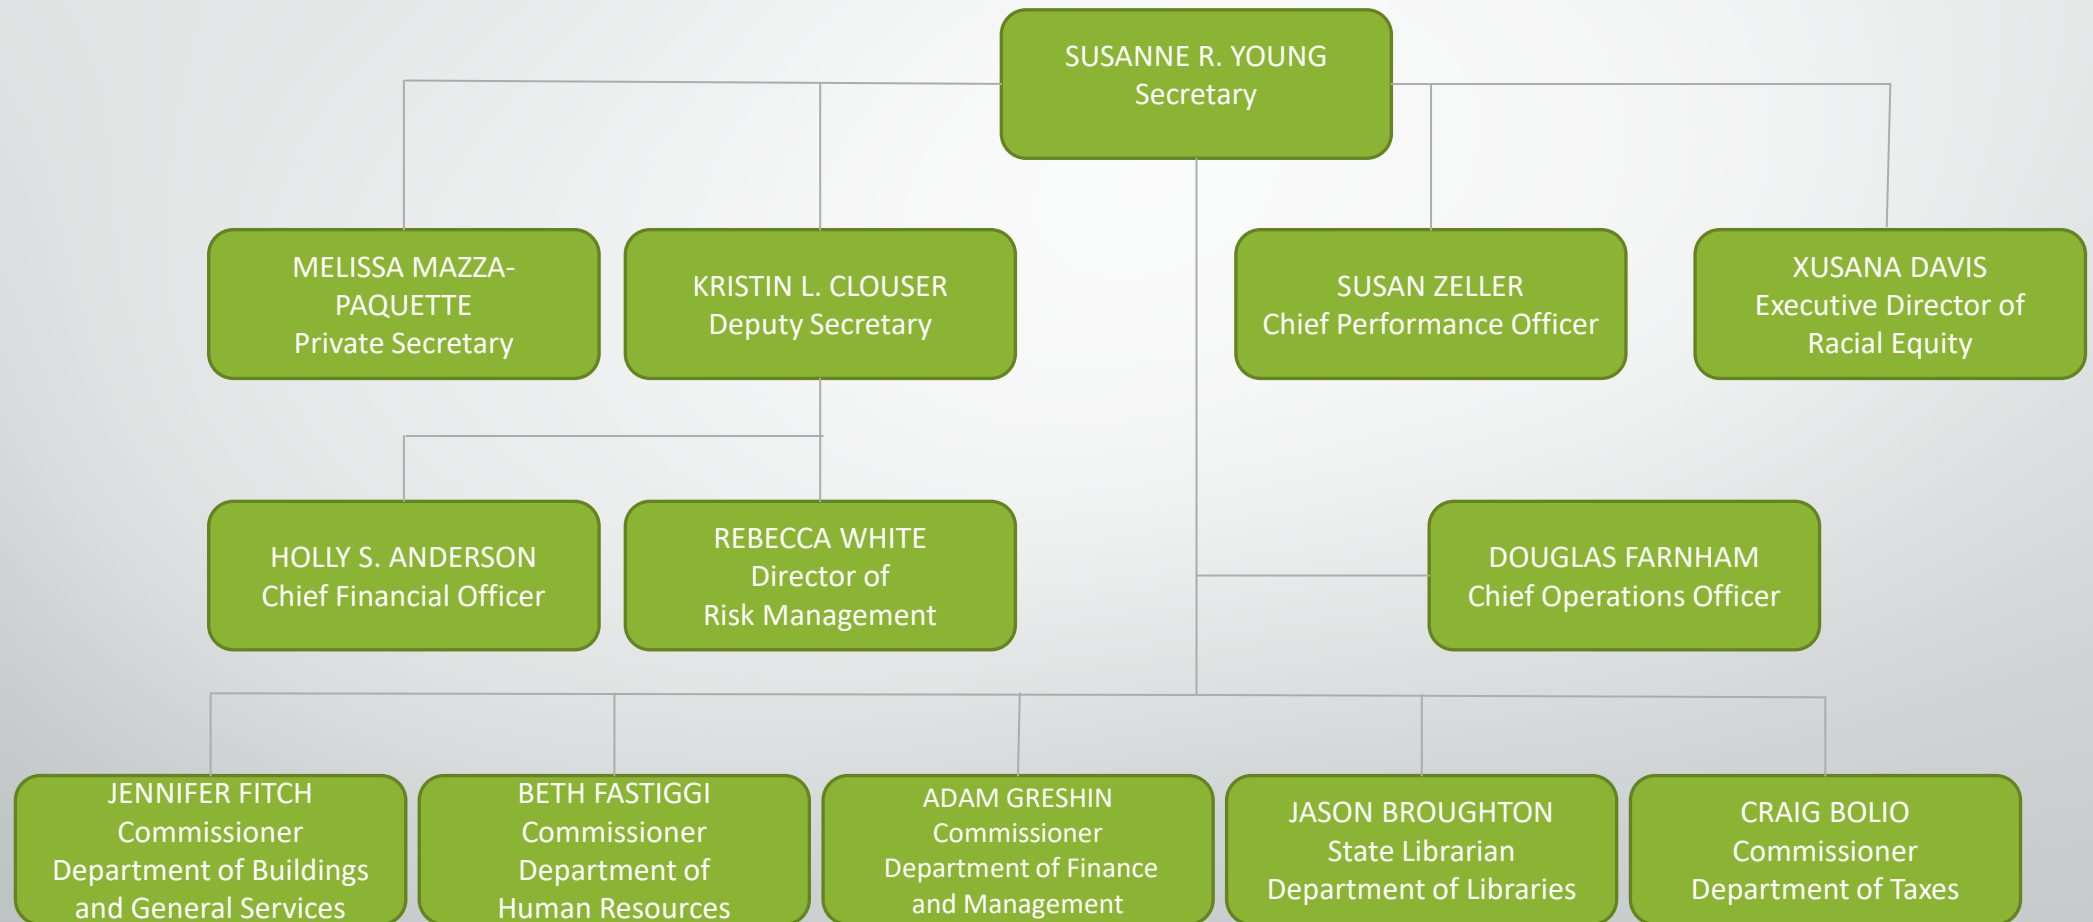 SUSANNE R. YOUNG
Secretary
MELISSA MAZZA-
PAQUETTE
Private Secretary
KRISTIN L. CLOUSER
Deputy Secretary
SUSAN ZELLER
Chief Performance Officer
XUSANA DAVIS
Executive Director of
Racial Equity
HOLLY S. ANDERSON
Chief Financial Officer
REBECCA WHITE
Director of
Risk Management
DOUGLAS FARNHAM
Chief Operations Officer
JENNIFER FITCH
Commissioner
Department of Buildings
and General Services
BETH FASTIGGI
Commissioner
Department of
Human Resources
ADAM GRESHIN
Commissioner
Department of Finance
and Management
JASON BROUGHTON
State Librarian
Department of Libraries
CRAIG BOLIO
Commissioner
Department of Taxes